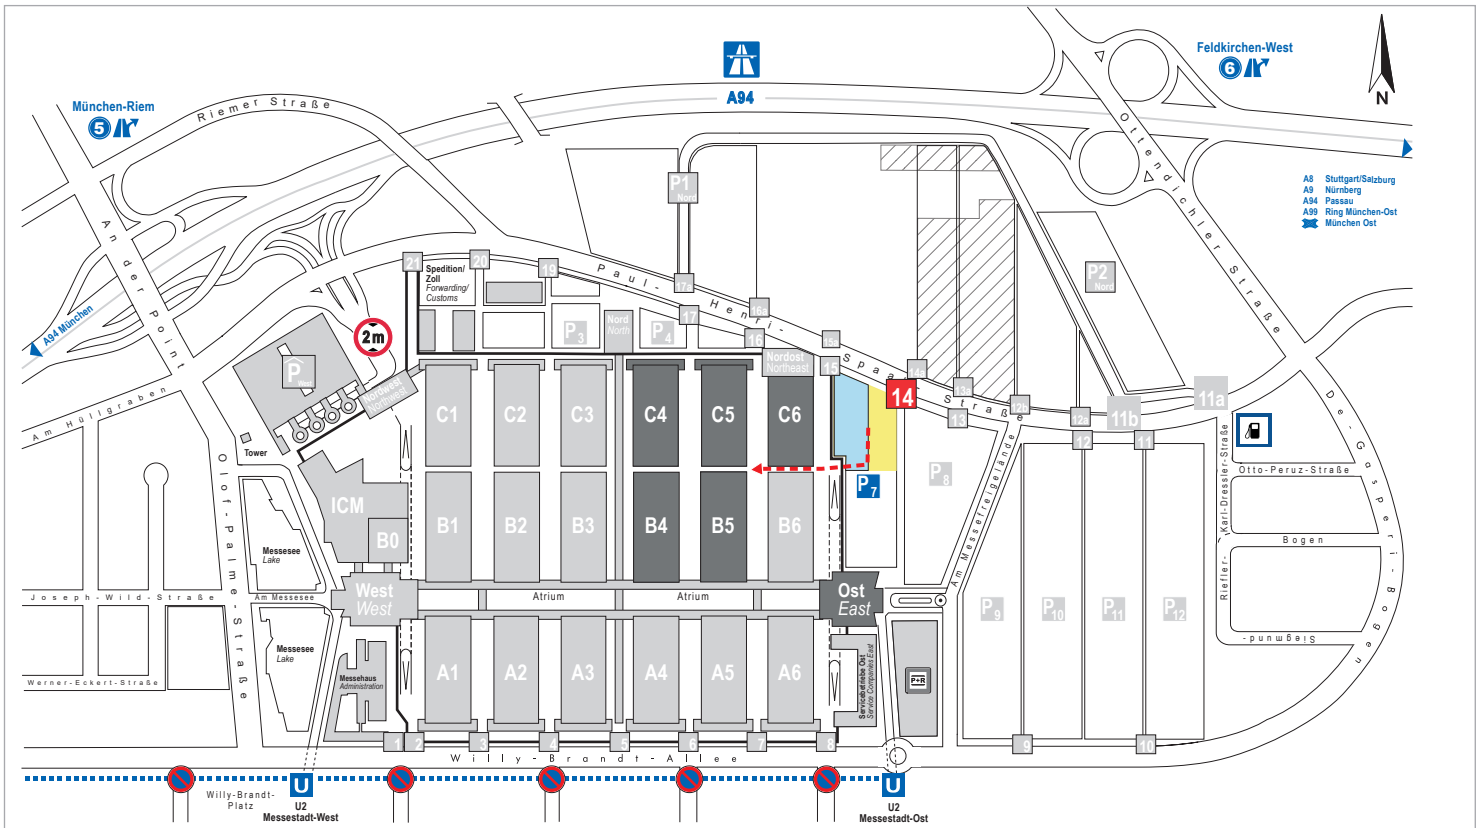 A94
Feldkirchen-West
6
N
München-Riem
5
Riemer Straße
A8 Stuttgart/Salzburg
A9 Nürnberg
A94 Passau
A99 Ring München-Ost
München Ost
Ottendichler Straße
An der Point
A94 München
P1
Nord
P2
Nord
21
20
19
Spedition/
Zoll
Forwarding/
Customs
Paul-Henri-Spaak-Straße
17a
16a
15a
14a
13a
12b
12a
11b
11a
17
16
15
14
13
12
11
2m
P3
Nord
North
P4
Nordost
Northeast
P
West
Nordwest
Northwest
Am Hüllgraben
Tower
C1
C2
C3
C4
C5
C6
P7
P8
Am Messefreigelände
Karl-Dressler-Straße
Otto-Peruz-Straße
De-Gasperi-Bogen
Olof-Palme-Straße
ICM
B0
B1
B2
B3
B4
B5
B6
Riefler-
Bogen
Messesee
Lake
Joseph-Wild-Straße
Am Messesee
West
West
Atrium
Atrium
Ost
East
P9
P10
P11
P12
Siegmund-
Messesee
Lake
Werner-Eckert-Straße
Messehaus
Administration
A1
A2
A3
A4
A5
A6
Servicebetriebe Ost
Service Companies East
P+R
1
2
3
4
5
6
7
8
9
10
Willy-Brandt-Allee
Willy-Brandt-
Platz
U
U2
Messestadt-West
U
U2
Messestadt-Ost